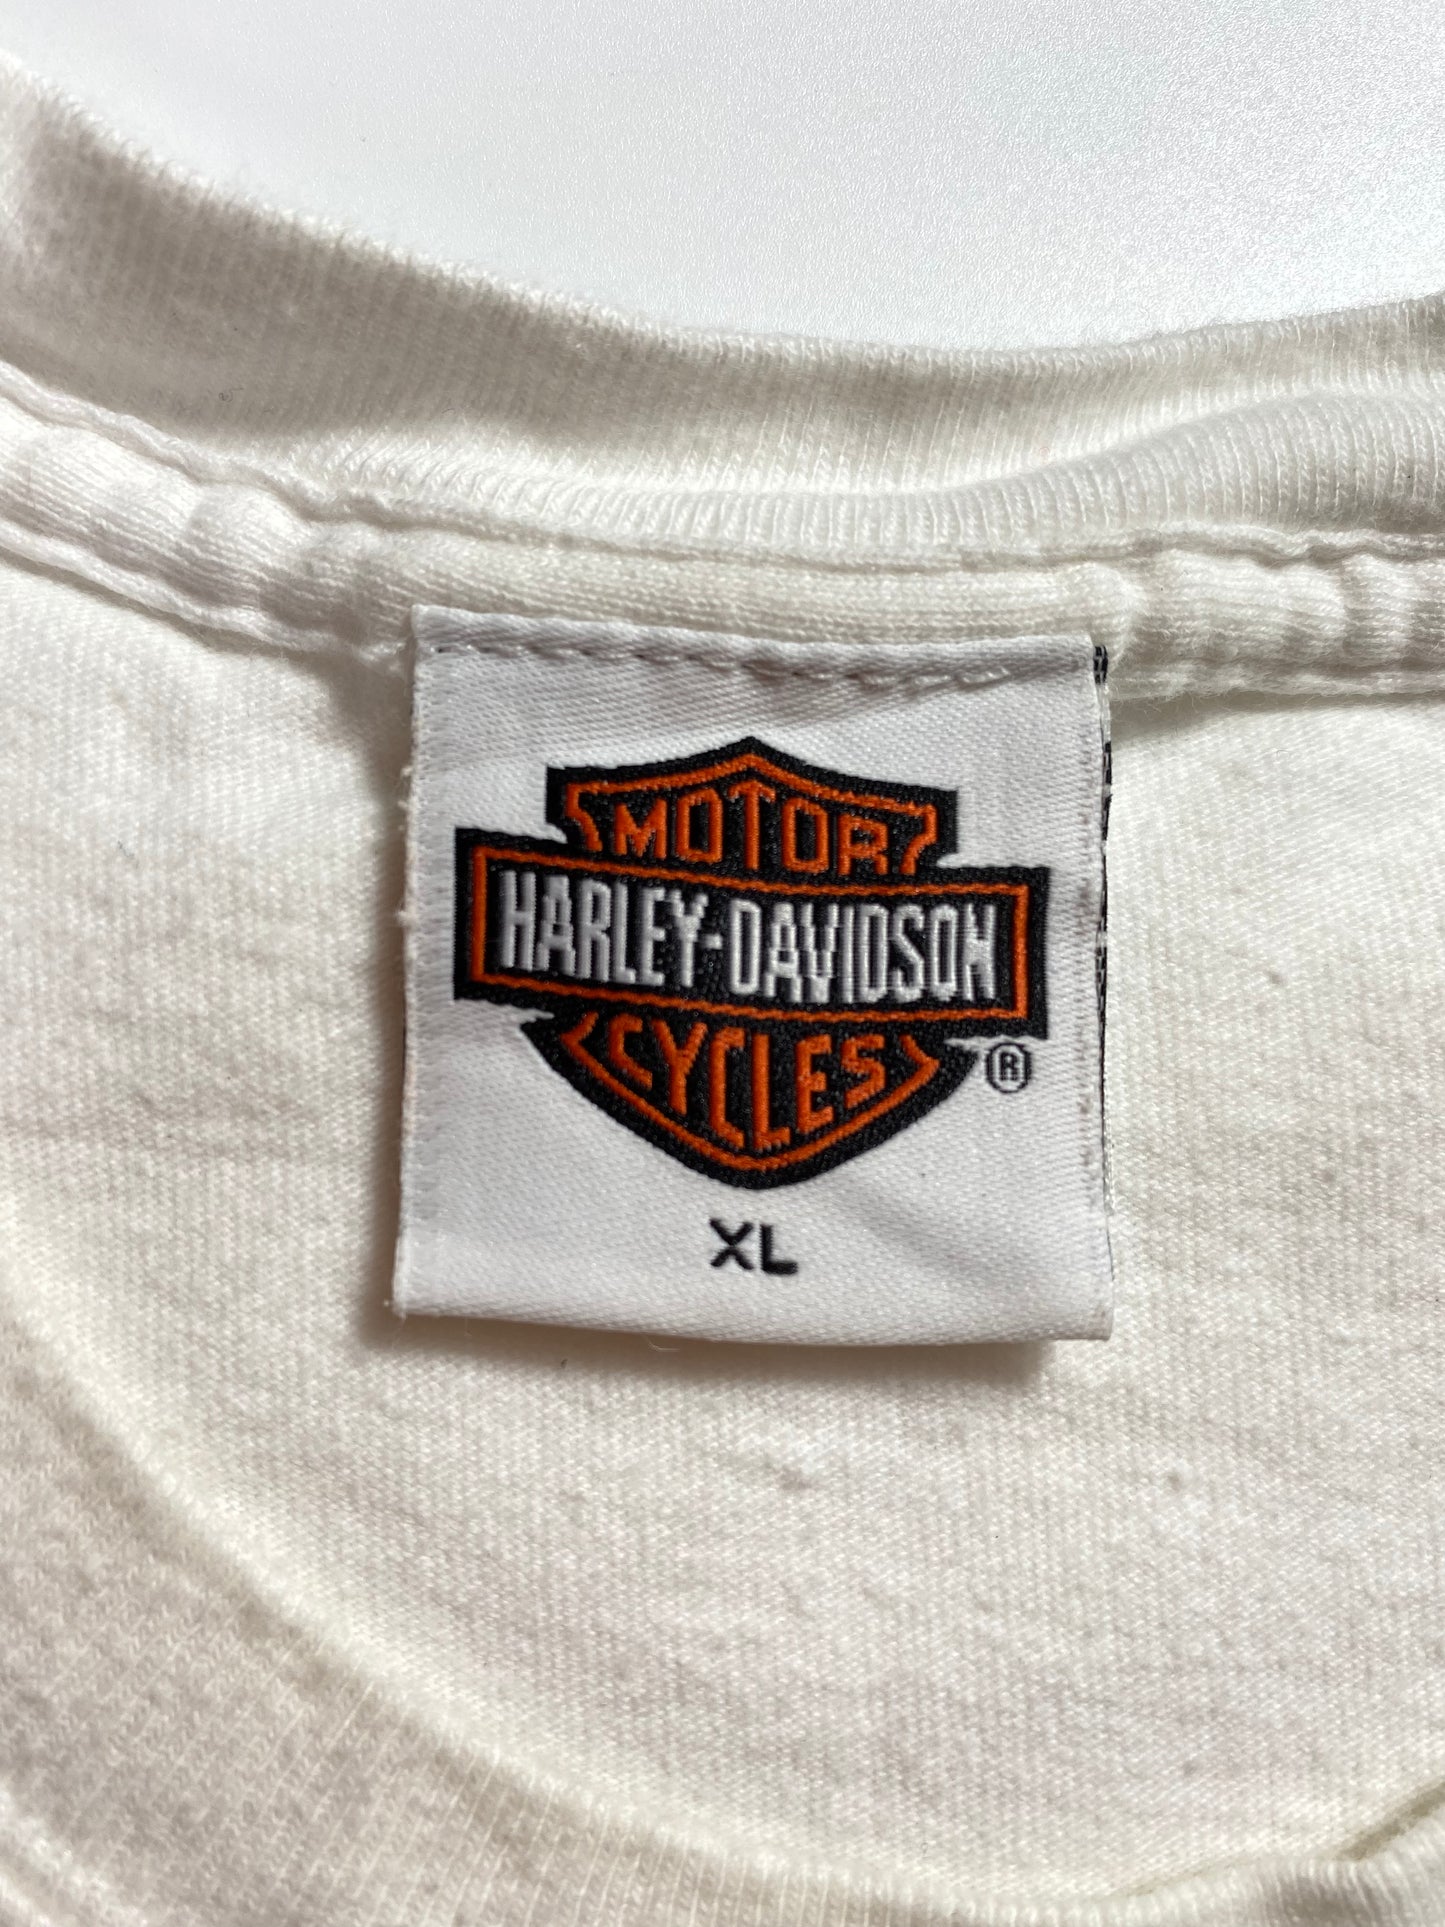 MOTOR
HARLEY-DAVIDSON
CYCLES
®
XL